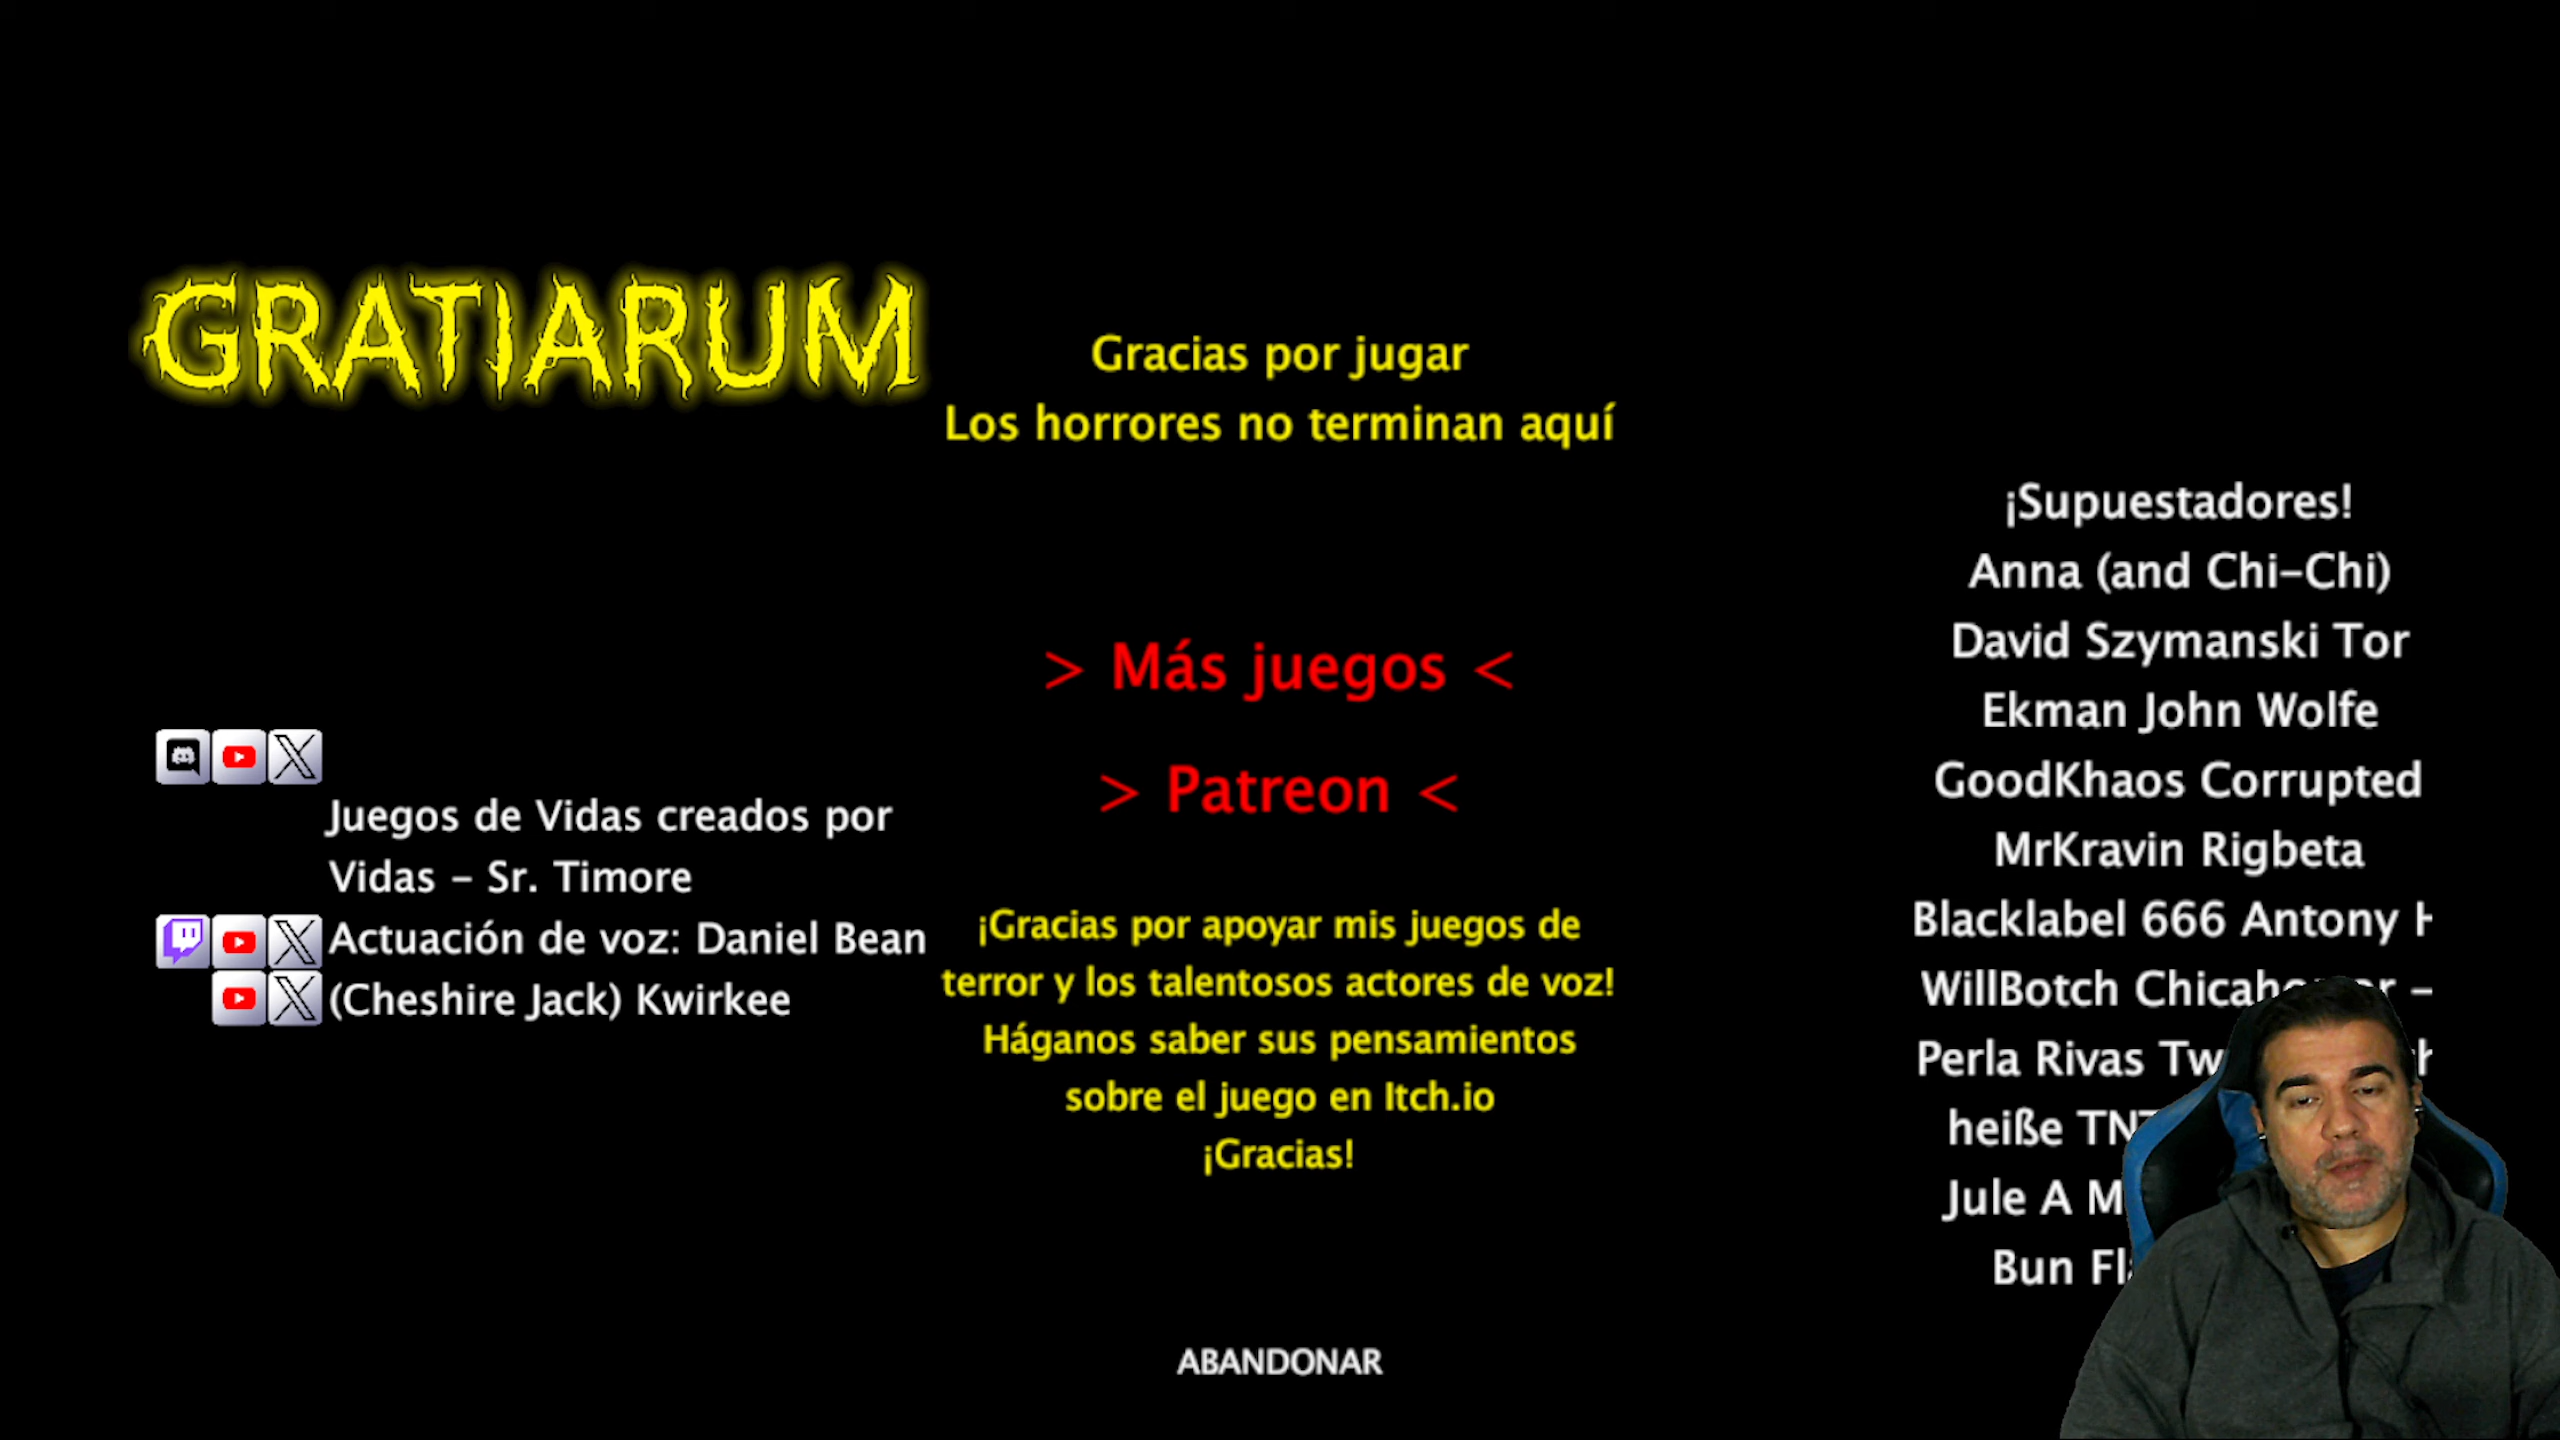 GRATIARUM
Gracias por jugar
Los horrores no terminan aquí
> Más juegos <
> Patreon <
Juegos de Vidas creados por
Vidas - Sr. Timore
Actuación de voz: Daniel Bean
(Cheshire Jack) Kwirkee
¡Gracias por apoyar mis juegos de
terror y los talentosos actores de voz!
Háganos saber sus pensamientos
sobre el juego en Itch.io
¡Gracias!
ABANDONAR
¡Supuestadores!
Anna (and Chi-Chi)
David Szymanski Tor
Ekman John Wolfe
GoodKhaos Corrupted
MrKravin Rigbeta
Blacklabel 666 Antony
WillBotch
Perla Rivas
heiße
Jule A
Bun